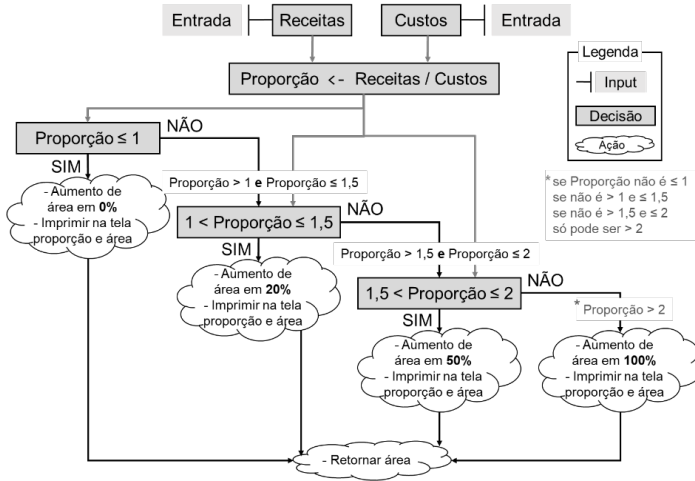 Entrada
Receitas
Custos
Entrada
Legenda
Input
Decisão
Ação
Proporção <- Receitas / Custos
Proporção ≤ 1
NÃO
SIM
- Aumento de
área em 0%
- Imprimir na tela
proporção e área
Proporção > 1 e Proporção ≤ 1,5
1 < Proporção ≤ 1,5
NÃO
SIM
- Aumento de
área em 20%
- Imprimir na tela
proporção e área
Proporção > 1,5 e Proporção ≤ 2
1,5 < Proporção ≤ 2
NÃO
SIM
- Aumento de
área em 50%
- Imprimir na tela
proporção e área
* Proporção > 2
- Aumento de
área em 100%
- Imprimir na tela
proporção e área
* se Proporção não é ≤ 1
se não é > 1 e ≤ 1,5
se não é > 1,5 e ≤ 2
só pode ser > 2
- Retornar área